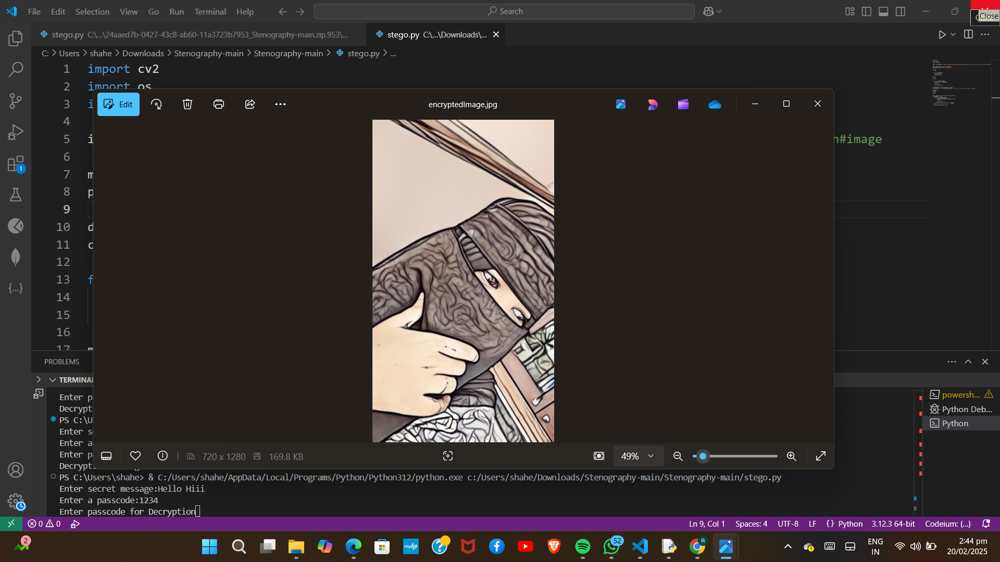 File Edit Selection View Go Run Terminal Help
Search
Close
stego.py C:\...\24aaed7b-0427-43c8-ab60-11a3723b7953_Stenography-main.zip.953\...
stego.py C:\...\Downloads\...
C: > Users > shahe > Downloads > Stenography-main > Stenography-main > stego.py > ...
1 import cv2
2 import os
3 i
4
5 i n#image
6
7 m
8 p
9
10 d
11 c
12
13 f
14
15
16
17 m
Edit
encryptedImage.jpg
720 x 1280
169.8 KB
49%
PROBLEMS
TERMINA
Enter p
Decrypt
PS C:\U
Enter s
Enter a
Enter p
Decrypt
PS C:\Users\shahe> & C:/Users/shahe/AppData/Local/Programs/Python/Python312/python.exe c:/Users/shahe/Downloads/Stenography-main/Stenography-main/stego.py
Enter secret message:Hello Hiii
Enter a passcode:1234
Enter passcode for Decryption
powersh...
Python Deb...
Python
1
0 0
Ln 9, Col 1 Spaces: 4 UTF-8 LF {} Python 3.12.3 64-bit Codeium: {...}
2
myhp
52
R
ENG
IN
2:44 pm
20/02/2025